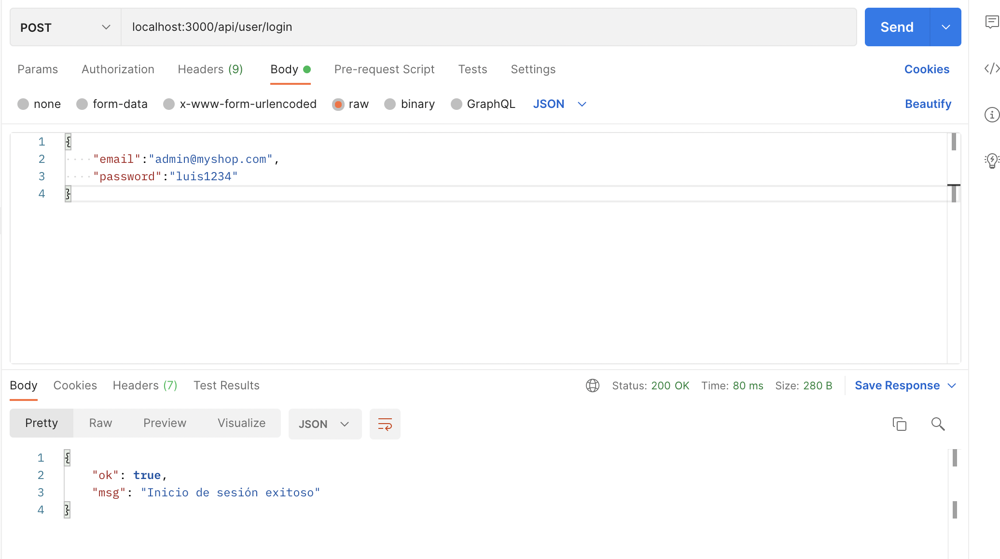 POST localhost:3000/api/user/login Send
Params Authorization Headers (9) Body Pre-request Script Tests Settings Cookies
none form-data x-www-form-urlencoded raw binary GraphQL JSON Beautify
1 {
2 "email":"admin@myshop.com",
3 "password":"luis1234"
4 }
Body Cookies Headers (7) Test Results Status: 200 OK Time: 80 ms Size: 280 B Save Response
Pretty Raw Preview Visualize JSON
1 {
2 "ok": true,
3 "msg": "Inicio de sesión exitoso"
4 }